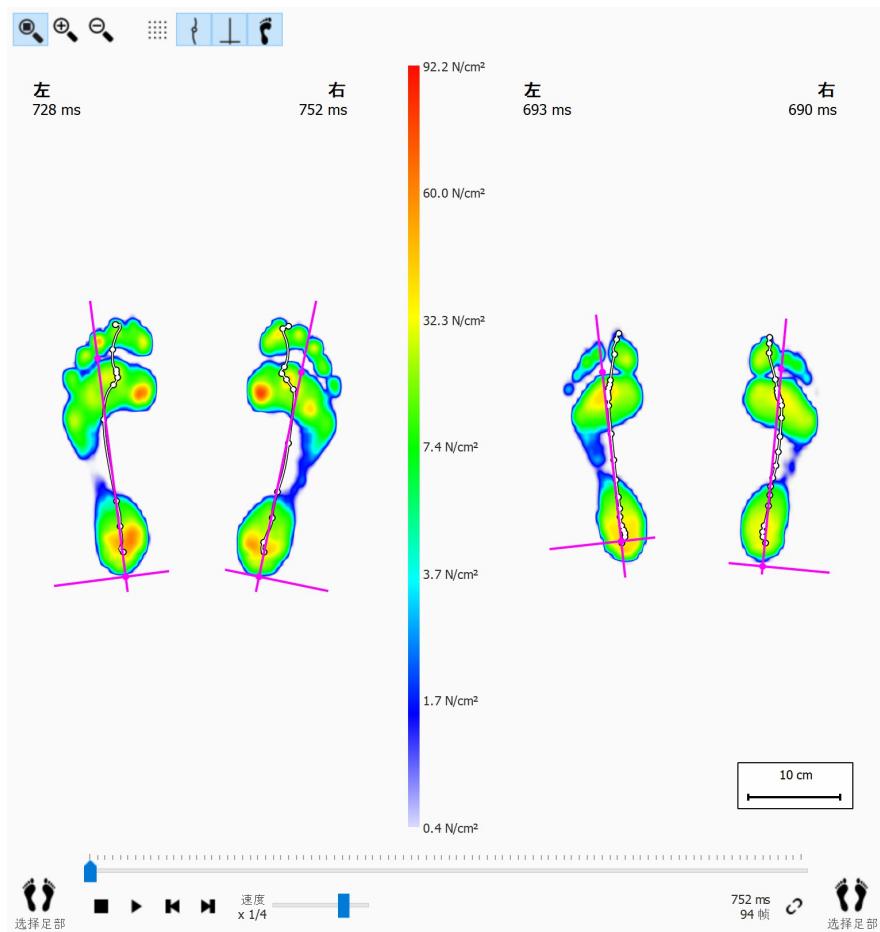 左
728 ms
右
752 ms
左
693 ms
右
690 ms
92.2 N/cm²
60.0 N/cm²
32.3 N/cm²
7.4 N/cm²
3.7 N/cm²
1.7 N/cm²
0.4 N/cm²
10 cm
选择足部
速度
x 1/4
752 ms
94 帧
选择足部